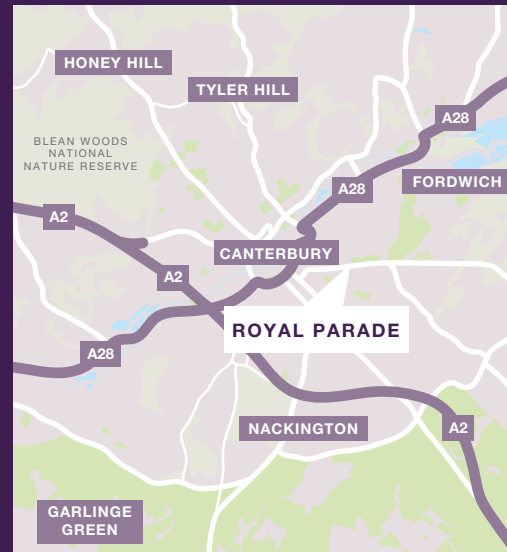 HONEY HILL
TYLER HILL
A28
BLEAN WOODS
NATIONAL
NATURE RESERVE
A28
FORDWICH
A2
CANTERBURY
A2
ROYAL PARADE
A28
NACKINGTON
A2
GARLINGE
GREEN